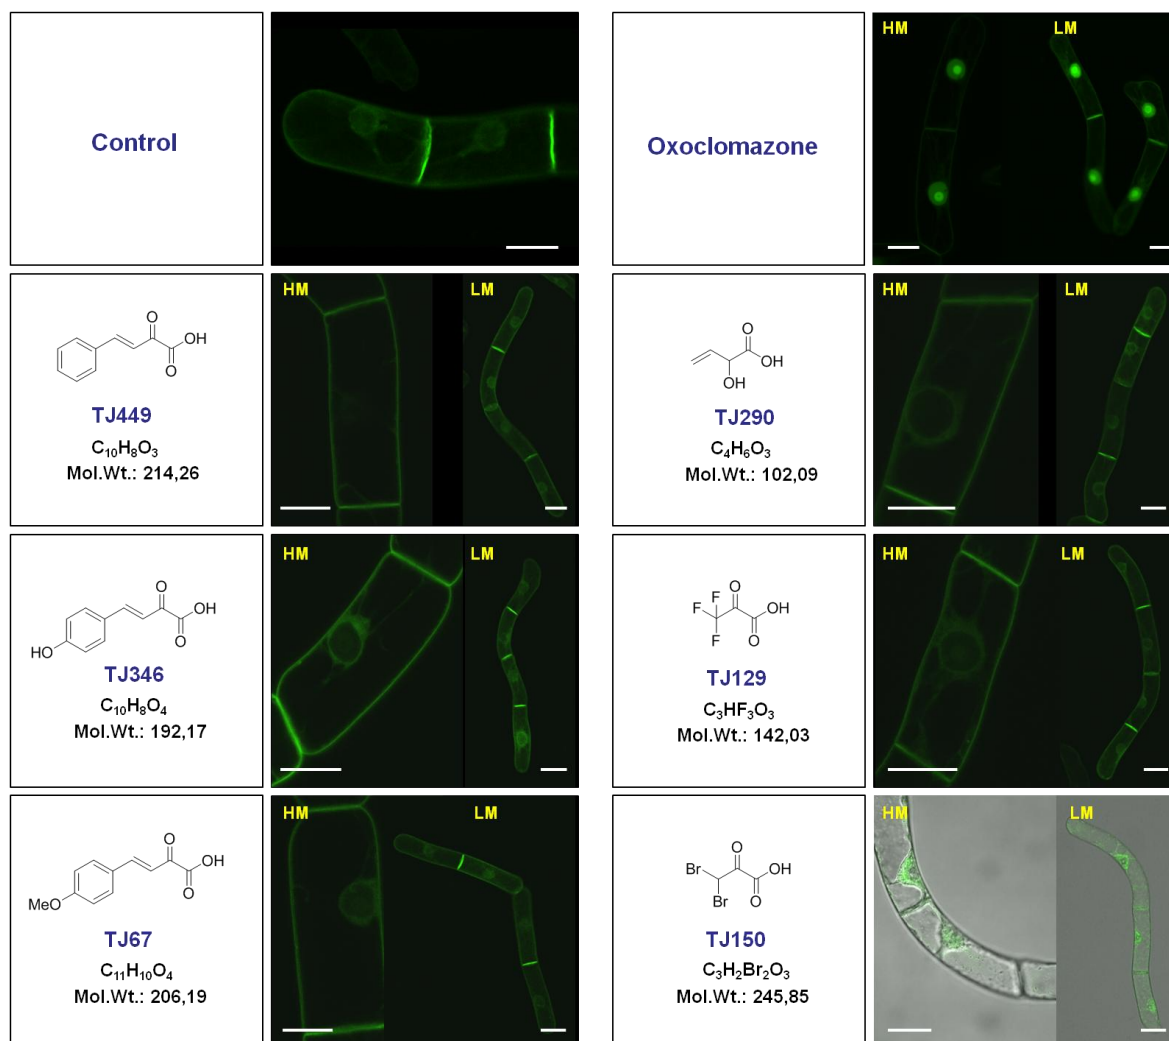 Control
Oxoclomazone
HM
LM
O
OH
O
TJ449
C₁₀H₈O₃
Mol.Wt.: 214,26
HM
LM
O
OH
OH
TJ290
C₄H₆O₃
Mol.Wt.: 102,09
HM
LM
O
OH
O
HO
TJ346
C₁₀H₈O₄
Mol.Wt.: 192,17
HM
LM
F
O
F
OH
F
O
TJ129
C₃HF₃O₃
Mol.Wt.: 142,03
HM
LM
O
OH
O
MeO
TJ67
C₁₁H₁₀O₄
Mol.Wt.: 206,19
HM
LM
O
Br
OH
Br
O
TJ150
C₃H₂Br₂O₃
Mol.Wt.: 245,85
HM
LM